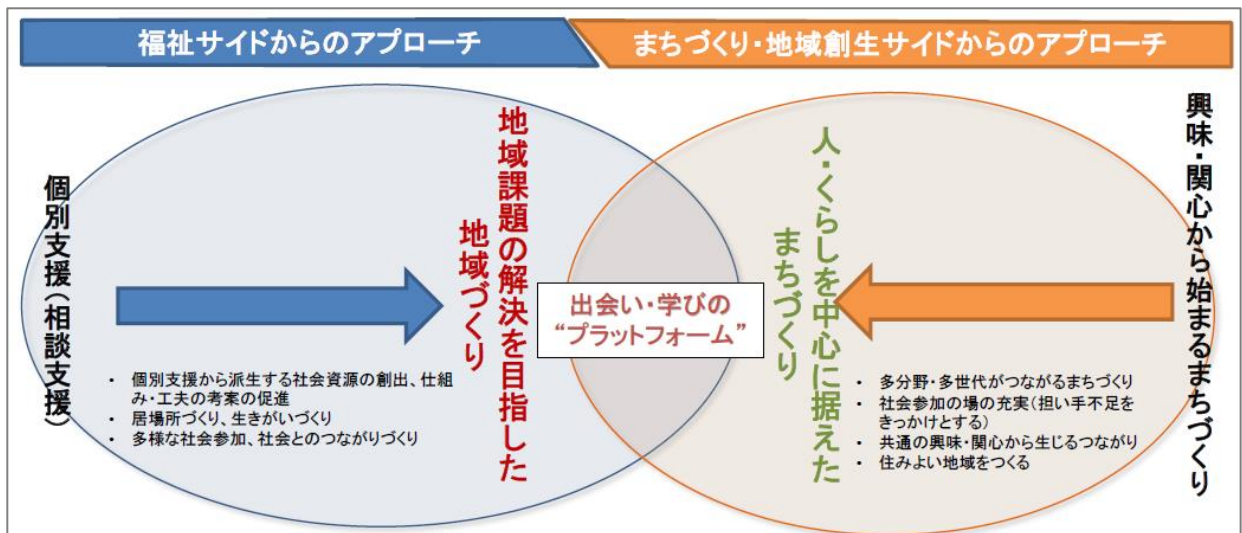 福祉サイドからのアプローチ
まちづくり・地域創生サイドからのアプローチ
個別支援（相談支援）
地域課題の解決を目指した
地域づくり
・ 個別支援から派生する社会資源の創出、仕組
み・工夫の考案の促進
・ 居場所づくり、生きがいづくり
・ 多様な社会参加、社会とのつながりづくり
出会い・学びの
“プラットフォーム”
人・くらしを中心に据えた
まちづくり
・ 多分野・多世代がつながるまちづくり
・ 社会参加の場の充実（担い手不足を
きっかけとする）
・ 共通の興味・関心から生じるつながり
・ 住みよい地域をつくる
興味・関心から始まるまちづくり